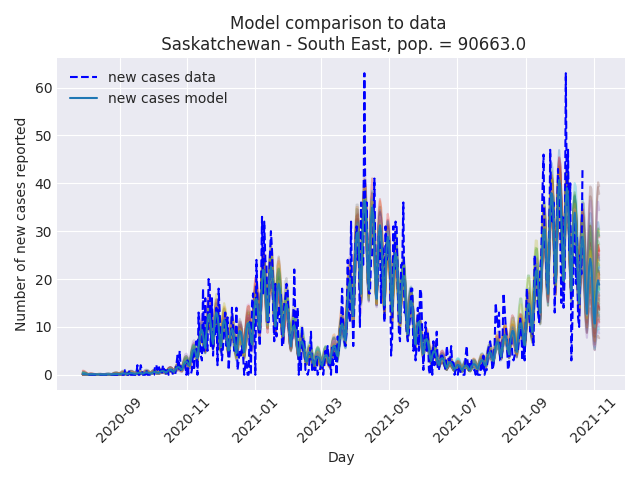 Model comparison to data
Saskatchewan - South East, pop. = 90663.0
new cases data
new cases model
Number of new cases reported
60
50
40
30
20
10
0
2020-09
2020-11
2021-01
2021-03
2021-05
2021-07
2021-09
2021-11
Day